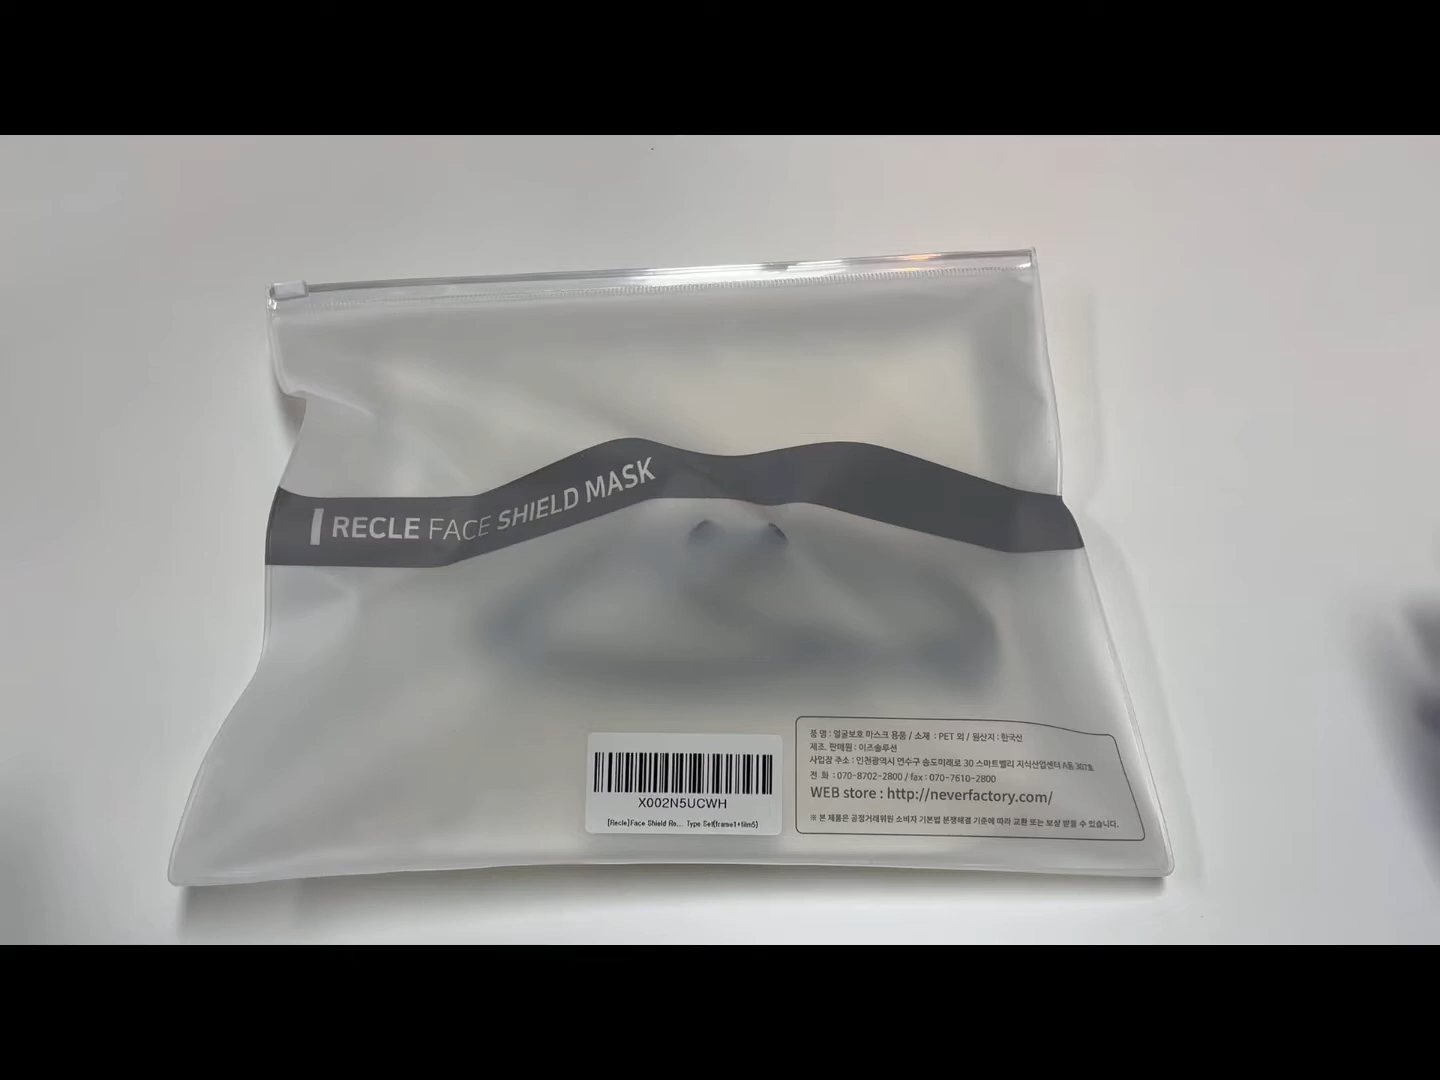 RECLE FACE SHIELD MASK
X002N5UCWH
[Recle]Face Shield Re.... Type Set(frame1+film5)
품 명 : 얼굴보호 마스크 용품 / 소재 : PET 외 / 원산지 : 한국산
제조. 판매원 : 이즈솔루션
사업장 주소 : 인천광역시 연수구 송도미래로 30 스마트밸리 지식산업센터 A동 307호
전 화 : 070-8702-2800 / fax : 070-7610-2800
WEB store : http://neverfactory.com/
※ 본 제품은 공정거래위원 소비자 기본법 분쟁해결 기준에 따라 교환 또는 보상 받을 수 있습니다.